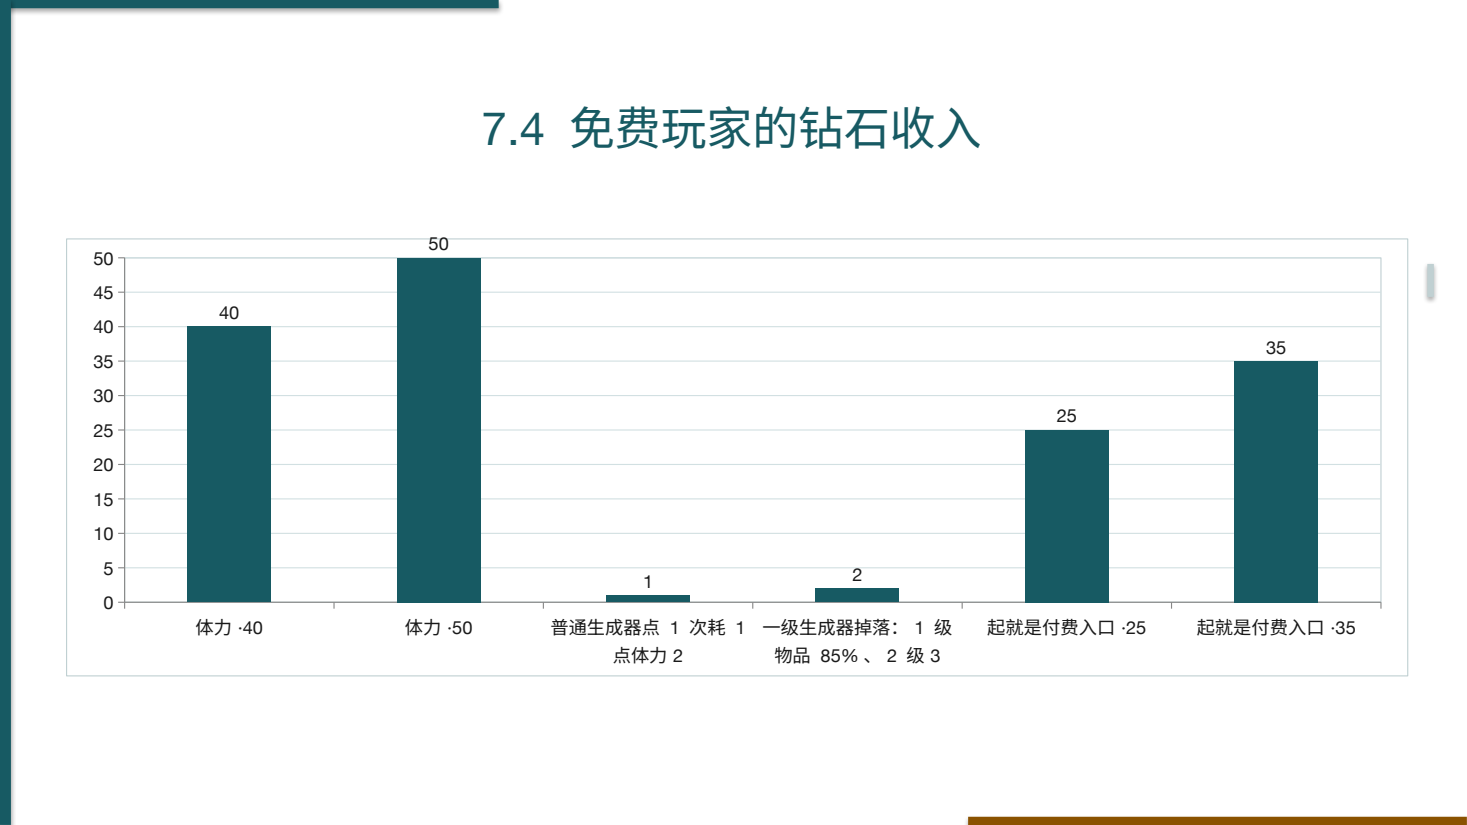 7.4 免费玩家的钻石收入
50
50
45
40
40
35
35
30
25
25
20
15
10
5
2
1
0
体力 ·40
体力 ·50
普通生成器点 1 次耗 1
点体力 2
一级生成器掉落： 1 级
物品 85% 、 2 级 3
起就是付费入口 ·25
起就是付费入口 ·35